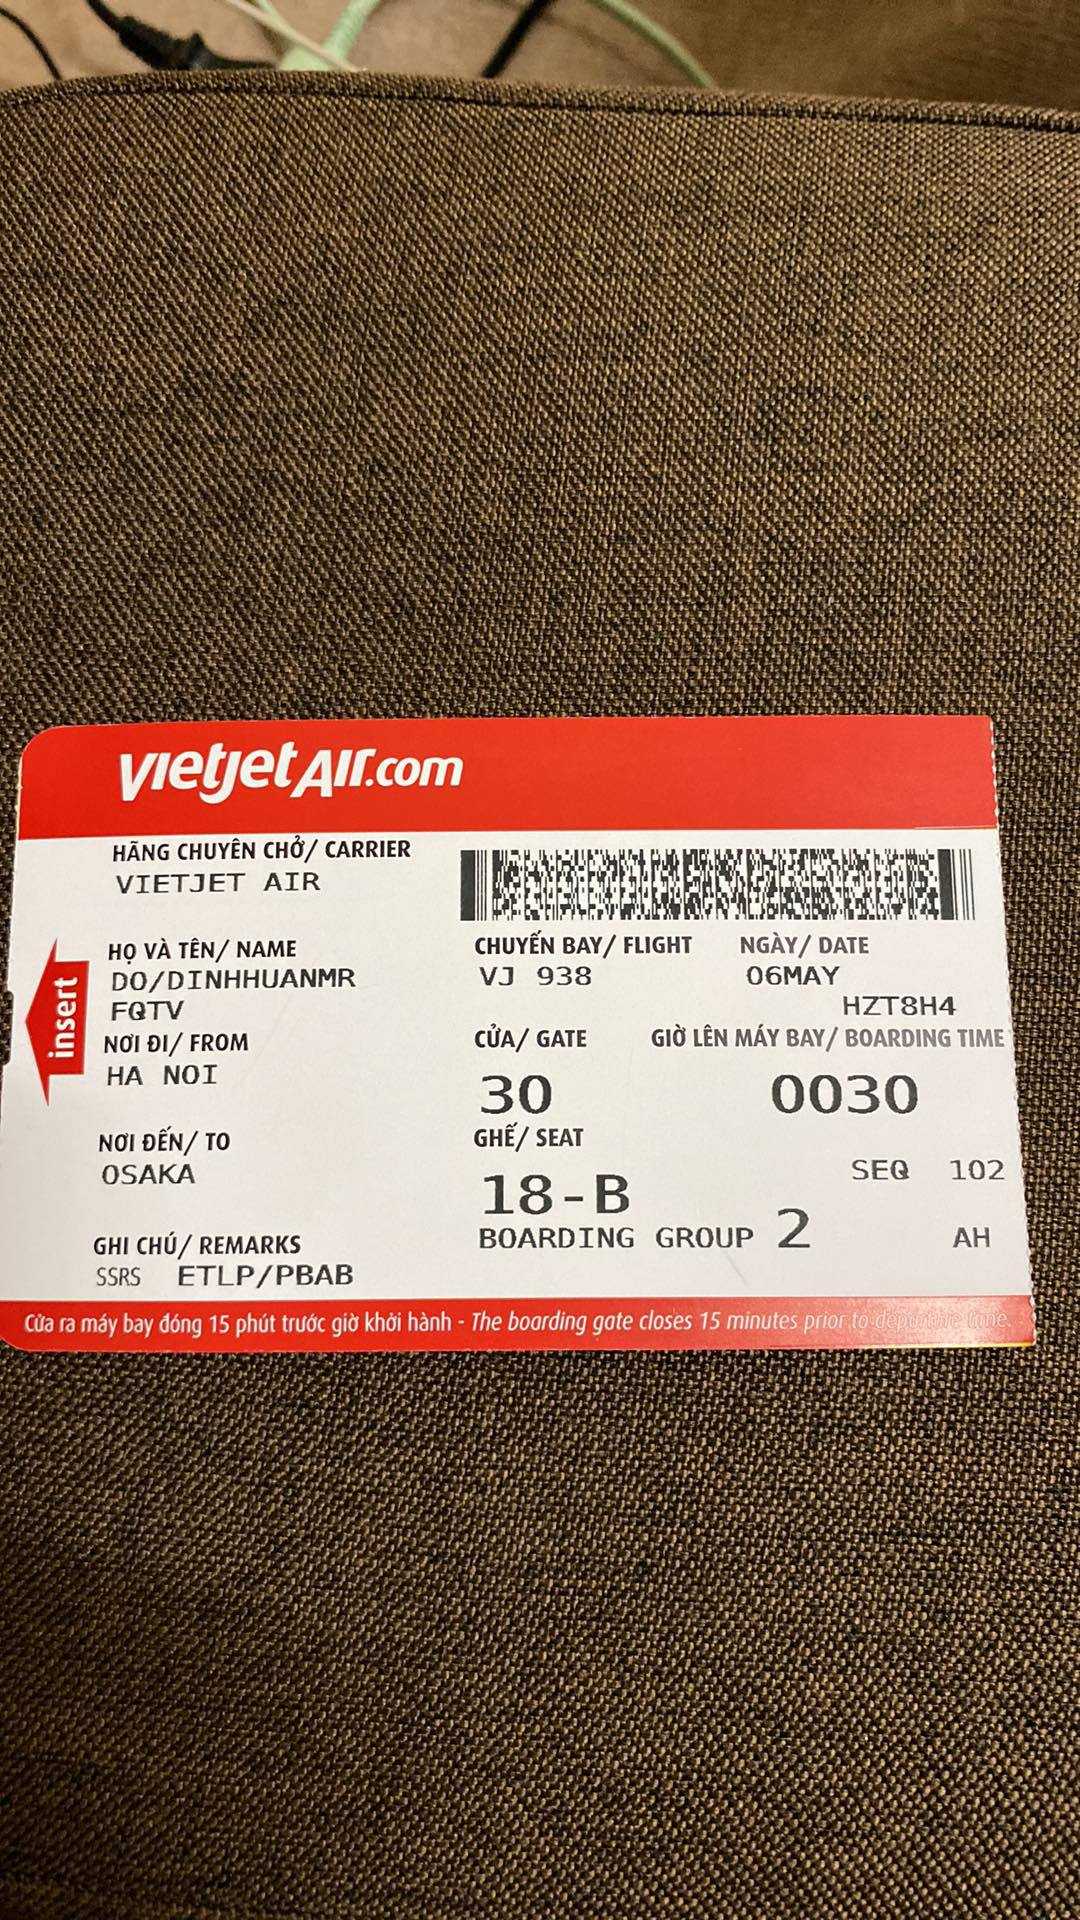 vietjetAir.com
HÃNG CHUYÊN CHỞ/ CARRIER
VIETJET AIR
HỌ VÀ TÊN/ NAME
DO/DINHHUANMR
FQTV
CHUYẾN BAY/ FLIGHT
VJ 938
NGÀY/ DATE
06MAY
HZT8H4
NƠI ĐI/ FROM
HA NOI
CỬA/ GATE
30
GIỜ LÊN MÁY BAY/ BOARDING TIME
0030
NƠI ĐẾN/ TO
OSAKA
GHẾ/ SEAT
18-B
SEQ 102
BOARDING GROUP 2
AH
GHI CHÚ/ REMARKS
SSRS ETLP/PBAB
insert
Cửa ra máy bay đóng 15 phút trước giờ khởi hành - The boarding gate closes 15 minutes prior to departure time.